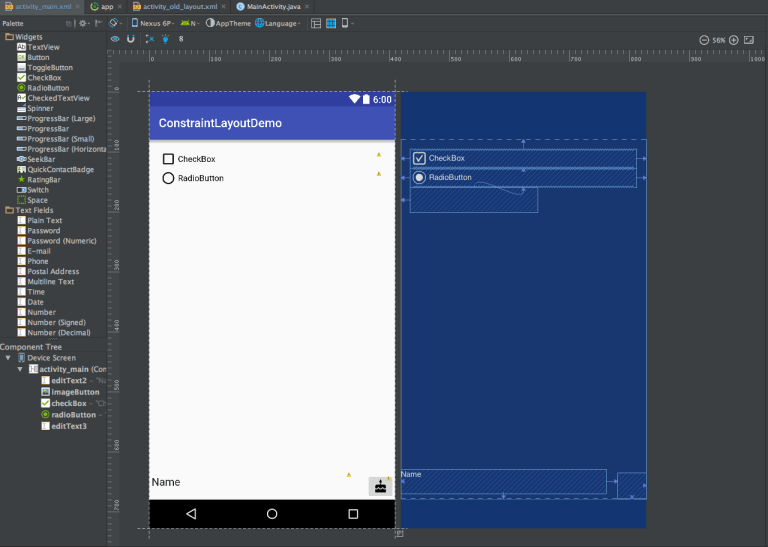 activity_main.xml
app
activity_old_layout.xml
MainActivity.java
Palette
Nexus 6P
N
AppTheme
Language
8
56%
Widgets
TextView
Button
ToggleButton
CheckBox
RadioButton
CheckedTextView
Spinner
ProgressBar (Large)
ProgressBar
ProgressBar (Small)
ProgressBar (Horizonta
SeekBar
QuickContactBadge
RatingBar
Switch
Space
Text Fields
Plain Text
Password
Password (Numeric)
E-mail
Phone
Postal Address
Multiline Text
Time
Date
Number
Number (Signed)
Number (Decimal)
Component Tree
Device Screen
activity_main (Con
editText2 - "Na
imageButton
checkBox - "Ch
radioButton -
editText3
0 100 200 300 400 500 600 700 800 900 1000
0
100
200
300
400
500
600
700
6:00
ConstraintLayoutDemo
CheckBox
RadioButton
Name
CheckBox
RadioButton
Name